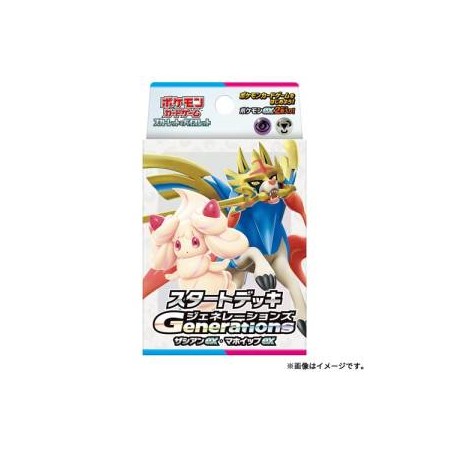 ポケモン
カードゲーム
スカーレット&バイオレット
ポケモンカードゲームを
はじめよう!
ポケモンex2枚入り!
スタートデッキ
ジェネレーションズ
Generations
ザシアンex・マホイップex
※画像はイメージです。